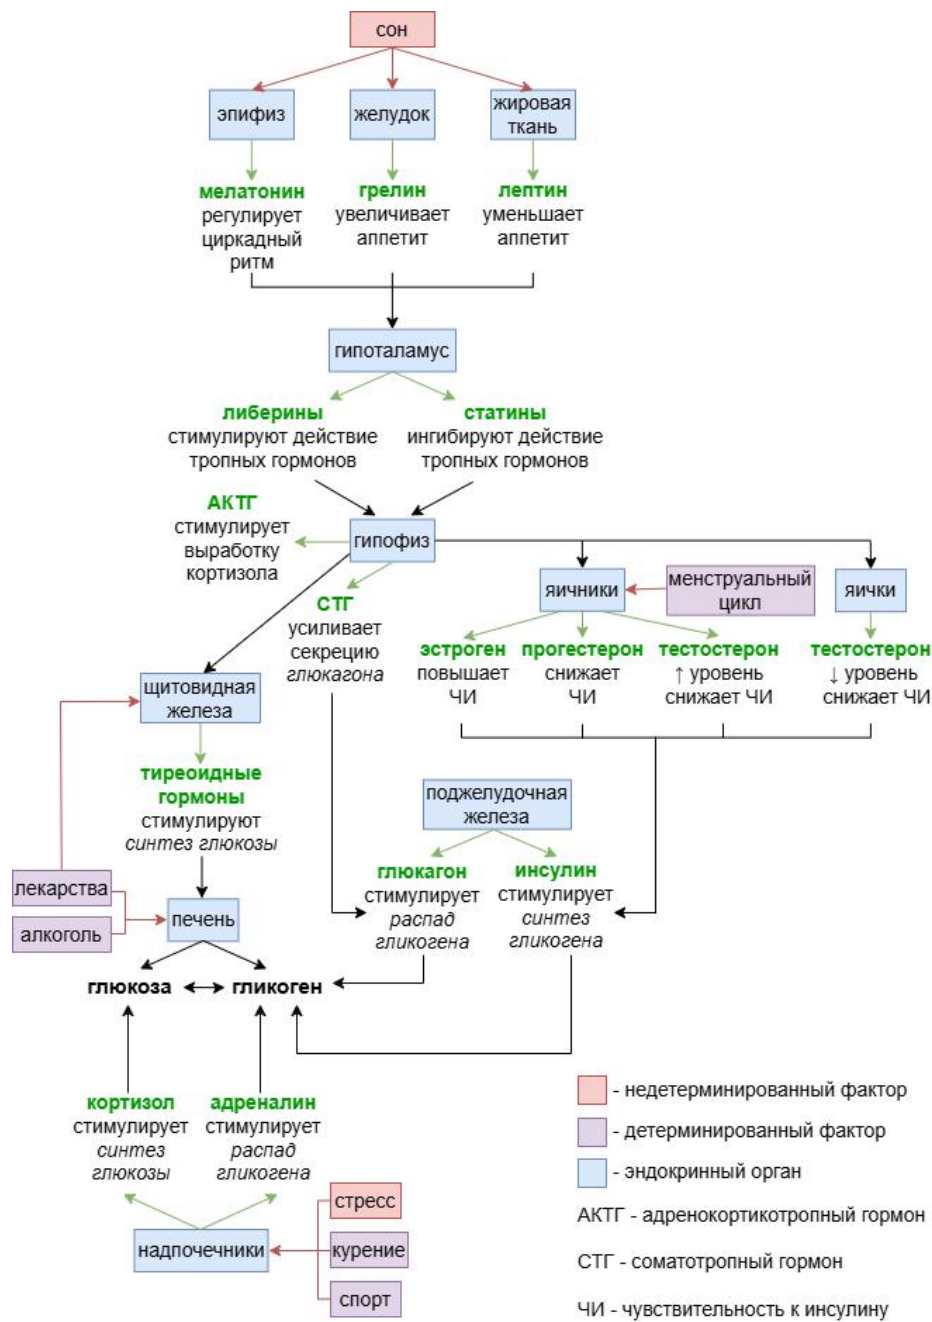 сон
эпифиз
желудок
жировая
ткань
мелатонин
регулирует
циркадный
ритм
грелин
увеличивает
аппетит
лептин
уменьшает
аппетит
гипоталамус
либерины
стимулируют действие
тропных гормонов
статины
ингибируют действие
тропных гормонов
АКТГ
стимулирует
выработку
кортизола
гипофиз
СТГ
усиливает
секрецию
глюкагона
яичники
менструальный
цикл
яички
эстроген
повышает
ЧИ
прогестерон
снижает
ЧИ
тестостерон
↑ уровень
снижает ЧИ
тестостерон
↓ уровень
снижает ЧИ
щитовидная
железа
тиреоидные
гормоны
стимулируют
синтез глюкозы
поджелудочная
железа
глюкагон
стимулирует
распад
гликогена
инсулин
стимулирует
синтез
гликогена
лекарства
алкоголь
печень
глюкоза
гликоген
кортизол
стимулирует
синтез
глюкозы
адреналин
стимулирует
распад
гликогена
надпочечники
стресс
курение
спорт
- недетерминированный фактор
- детерминированный фактор
- эндокринный орган
АКТГ - адренокортикотропный гормон
СТГ - соматотропный гормон
ЧИ - чувствительность к инсулину